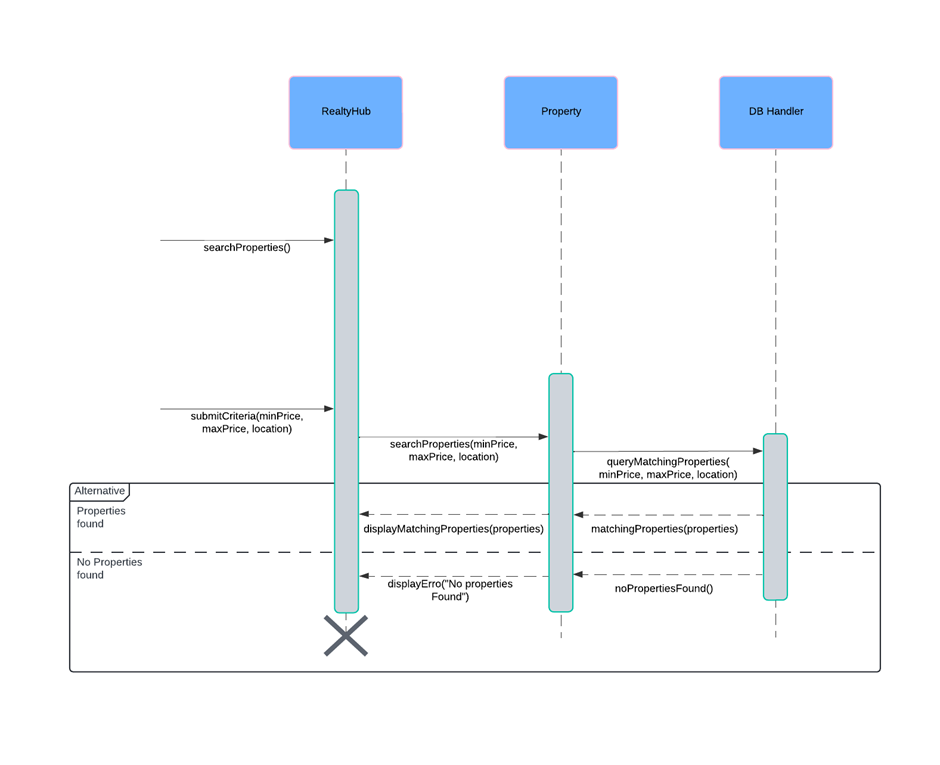 RealtyHub
Property
DB Handler
searchProperties()
submitCriteria(minPrice,
maxPrice, location)
searchProperties(minPrice,
maxPrice, location)
queryMatchingProperties(
minPrice, maxPrice, location)
Alternative
Properties
found
displayMatchingProperties(properties)
matchingProperties(properties)
No Properties
found
displayErro("No properties
Found")
noPropertiesFound()